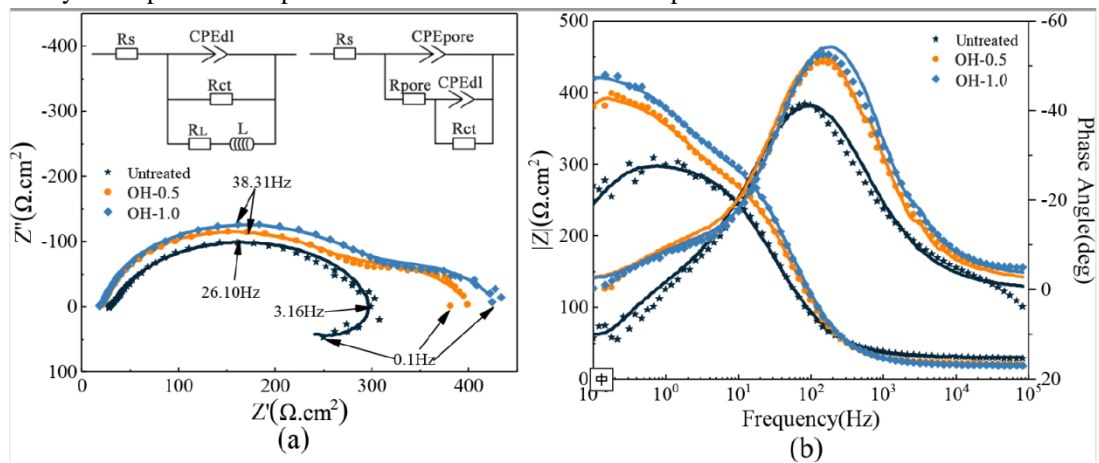 -400
-300
-200
-100
0
100
Z''(Ω.cm²)
Rs
CPEdl
Rct
RL
L
Rs
CPEpore
Rpore
CPEdl
Rct
Untreated
OH-0.5
OH-1.0
38.31Hz
26.10Hz
3.16Hz
0.1Hz
0
100
200
300
400
Z'(Ω.cm²)
(a)
500
400
300
200
100
0
|Z|(Ω.cm²)
Untreated
OH-0.5
OH-1.0
-60
-40
-20
0
20
Phase Angle(deg)
中
10⁰
10¹
10²
10³
10⁴
10⁵
Frequency(Hz)
(b)